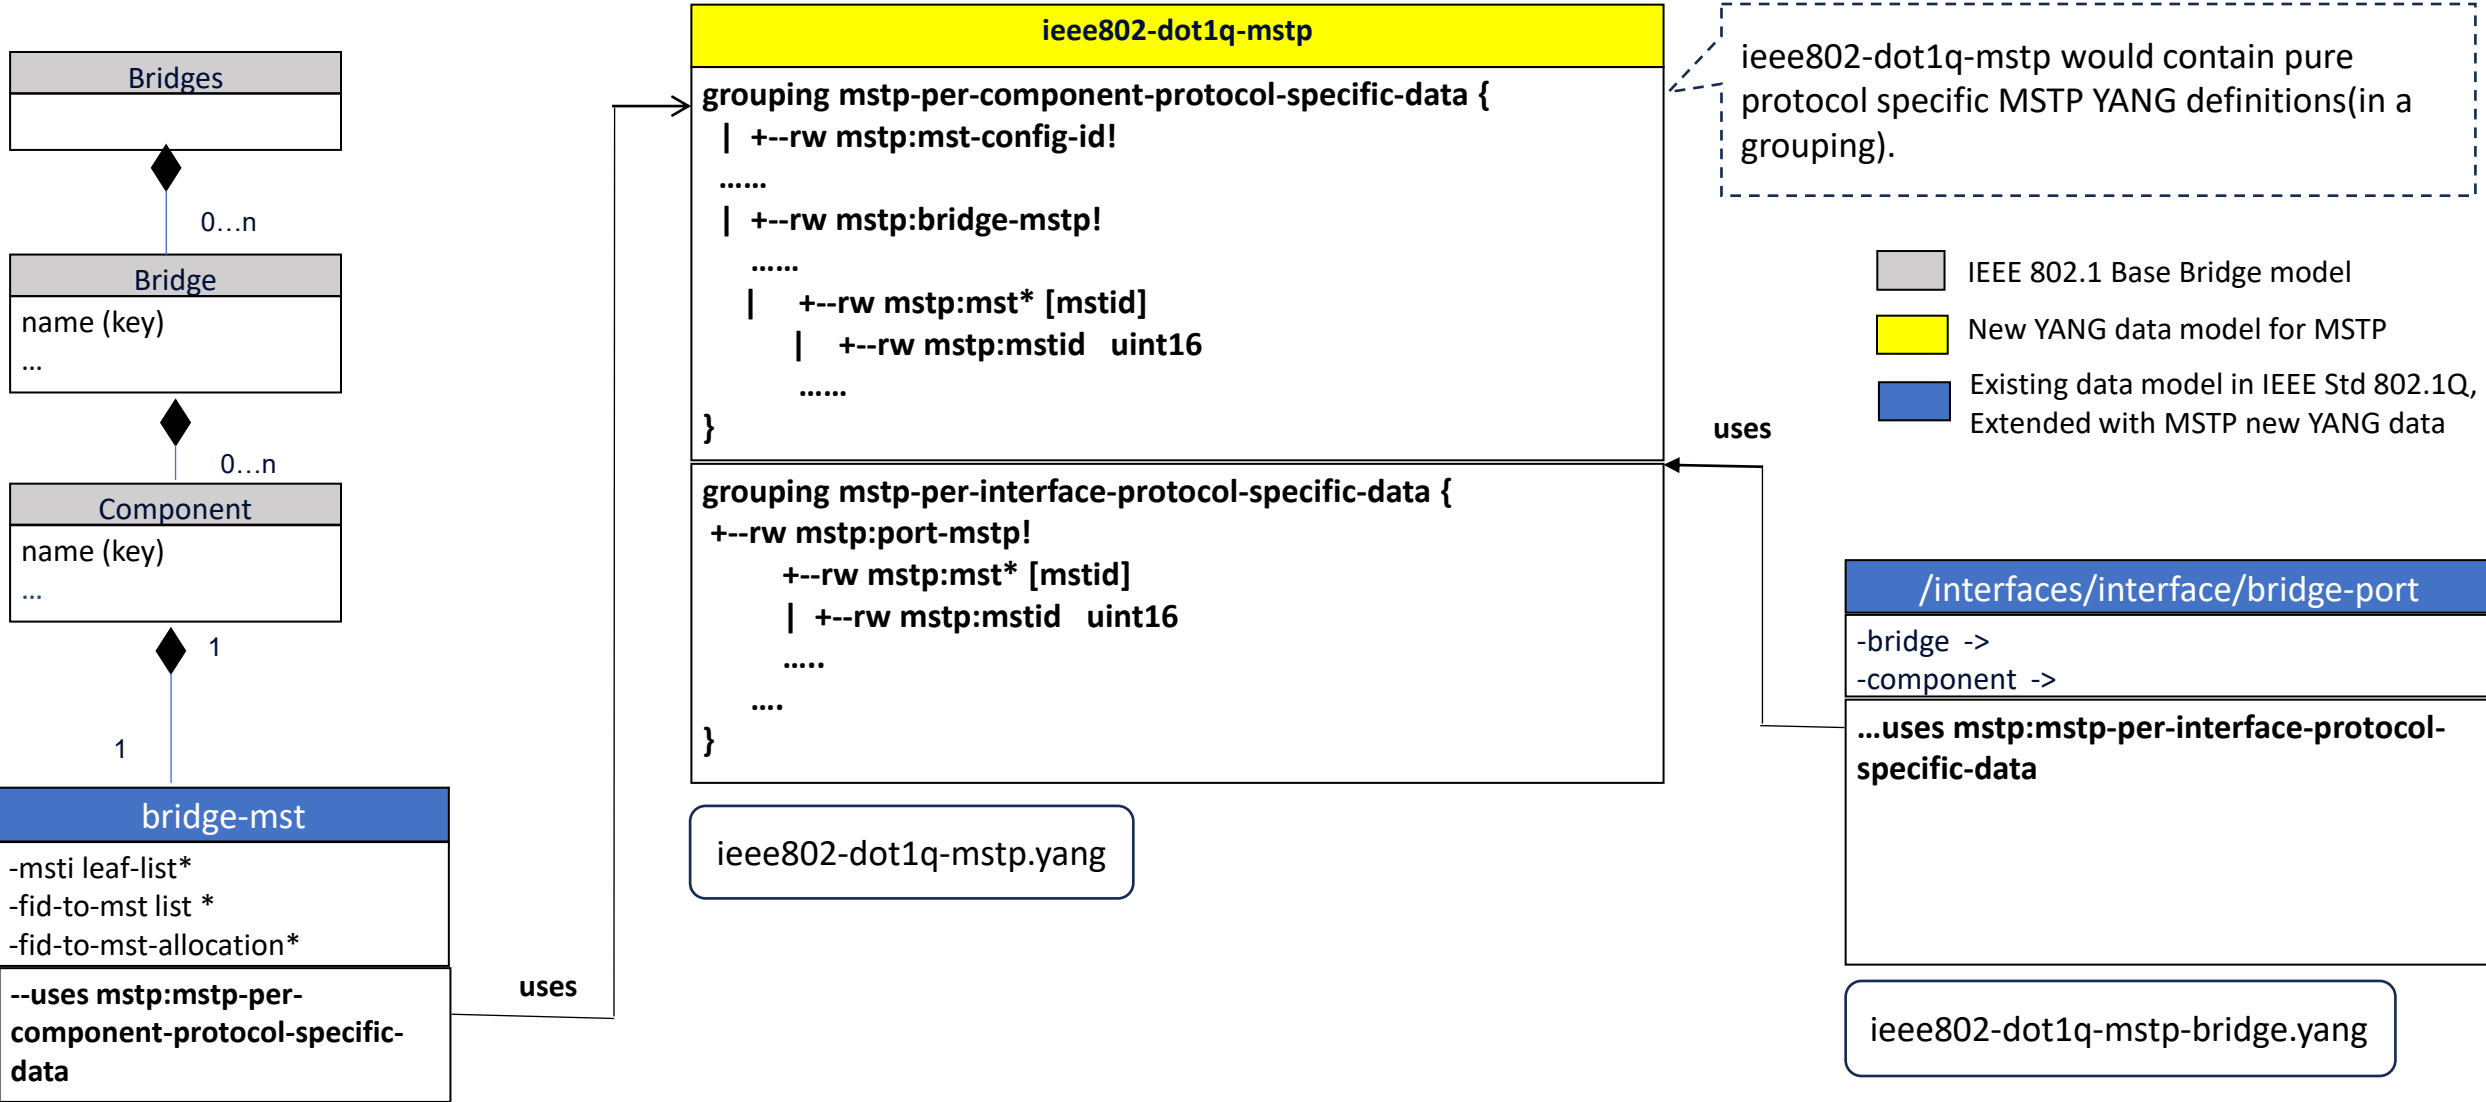 Bridges
0...n
Bridge
name (key)
...
0...n
Component
name (key)
...
1
1
bridge-mst
-msti leaf-list*
-fid-to-mst list *
-fid-to-mst-allocation*
--uses mstp:mstp-per-
component-protocol-specific-
data
uses
ieee802-dot1q-mstp
grouping mstp-per-component-protocol-specific-data {
| +--rw mstp:mst-config-id!
......
| +--rw mstp:bridge-mstp!
......
| +--rw mstp:mst* [mstid]
| +--rw mstp:mstid uint16
......
}
grouping mstp-per-interface-protocol-specific-data {
+--rw mstp:port-mstp!
+--rw mstp:mst* [mstid]
| +--rw mstp:mstid uint16
.....
....
}
ieee802-dot1q-mstp.yang
ieee802-dot1q-mstp would contain pure
protocol specific MSTP YANG definitions(in a
grouping).
IEEE 802.1 Base Bridge model
New YANG data model for MSTP
Existing data model in IEEE Std 802.1Q,
Extended with MSTP new YANG data
uses
/interfaces/interface/bridge-port
-bridge ->
-component ->
...uses mstp:mstp-per-interface-protocol-
specific-data
ieee802-dot1q-mstp-bridge.yang